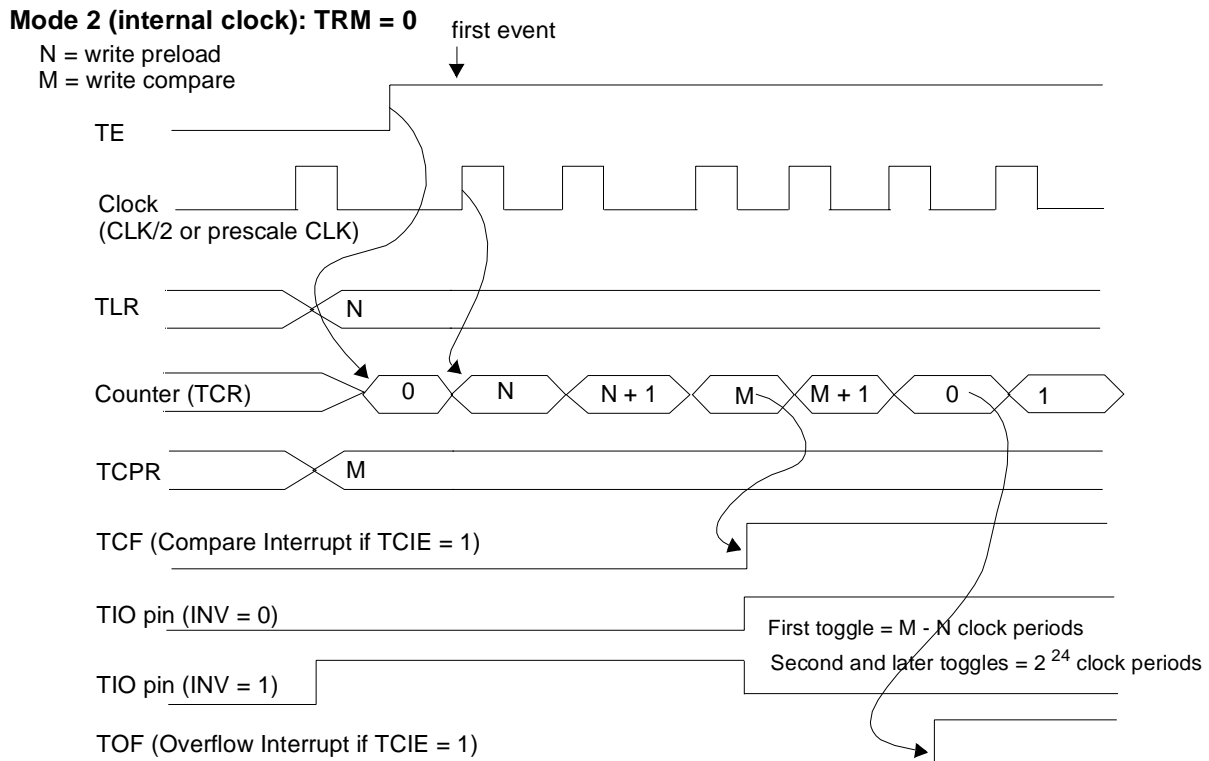 Mode 2 (internal clock): TRM = 0
first event
N = write preload
M = write compare
TE
Clock
(CLK/2 or prescale CLK)
TLR
N
Counter (TCR)
0
N
N + 1
M
M + 1
0
1
TCPR
M
TCF (Compare Interrupt if TCIE = 1)
TIO pin (INV = 0)
First toggle = M - N clock periods
Second and later toggles = 2 24 clock periods
TIO pin (INV = 1)
TOF (Overflow Interrupt if TCIE = 1)